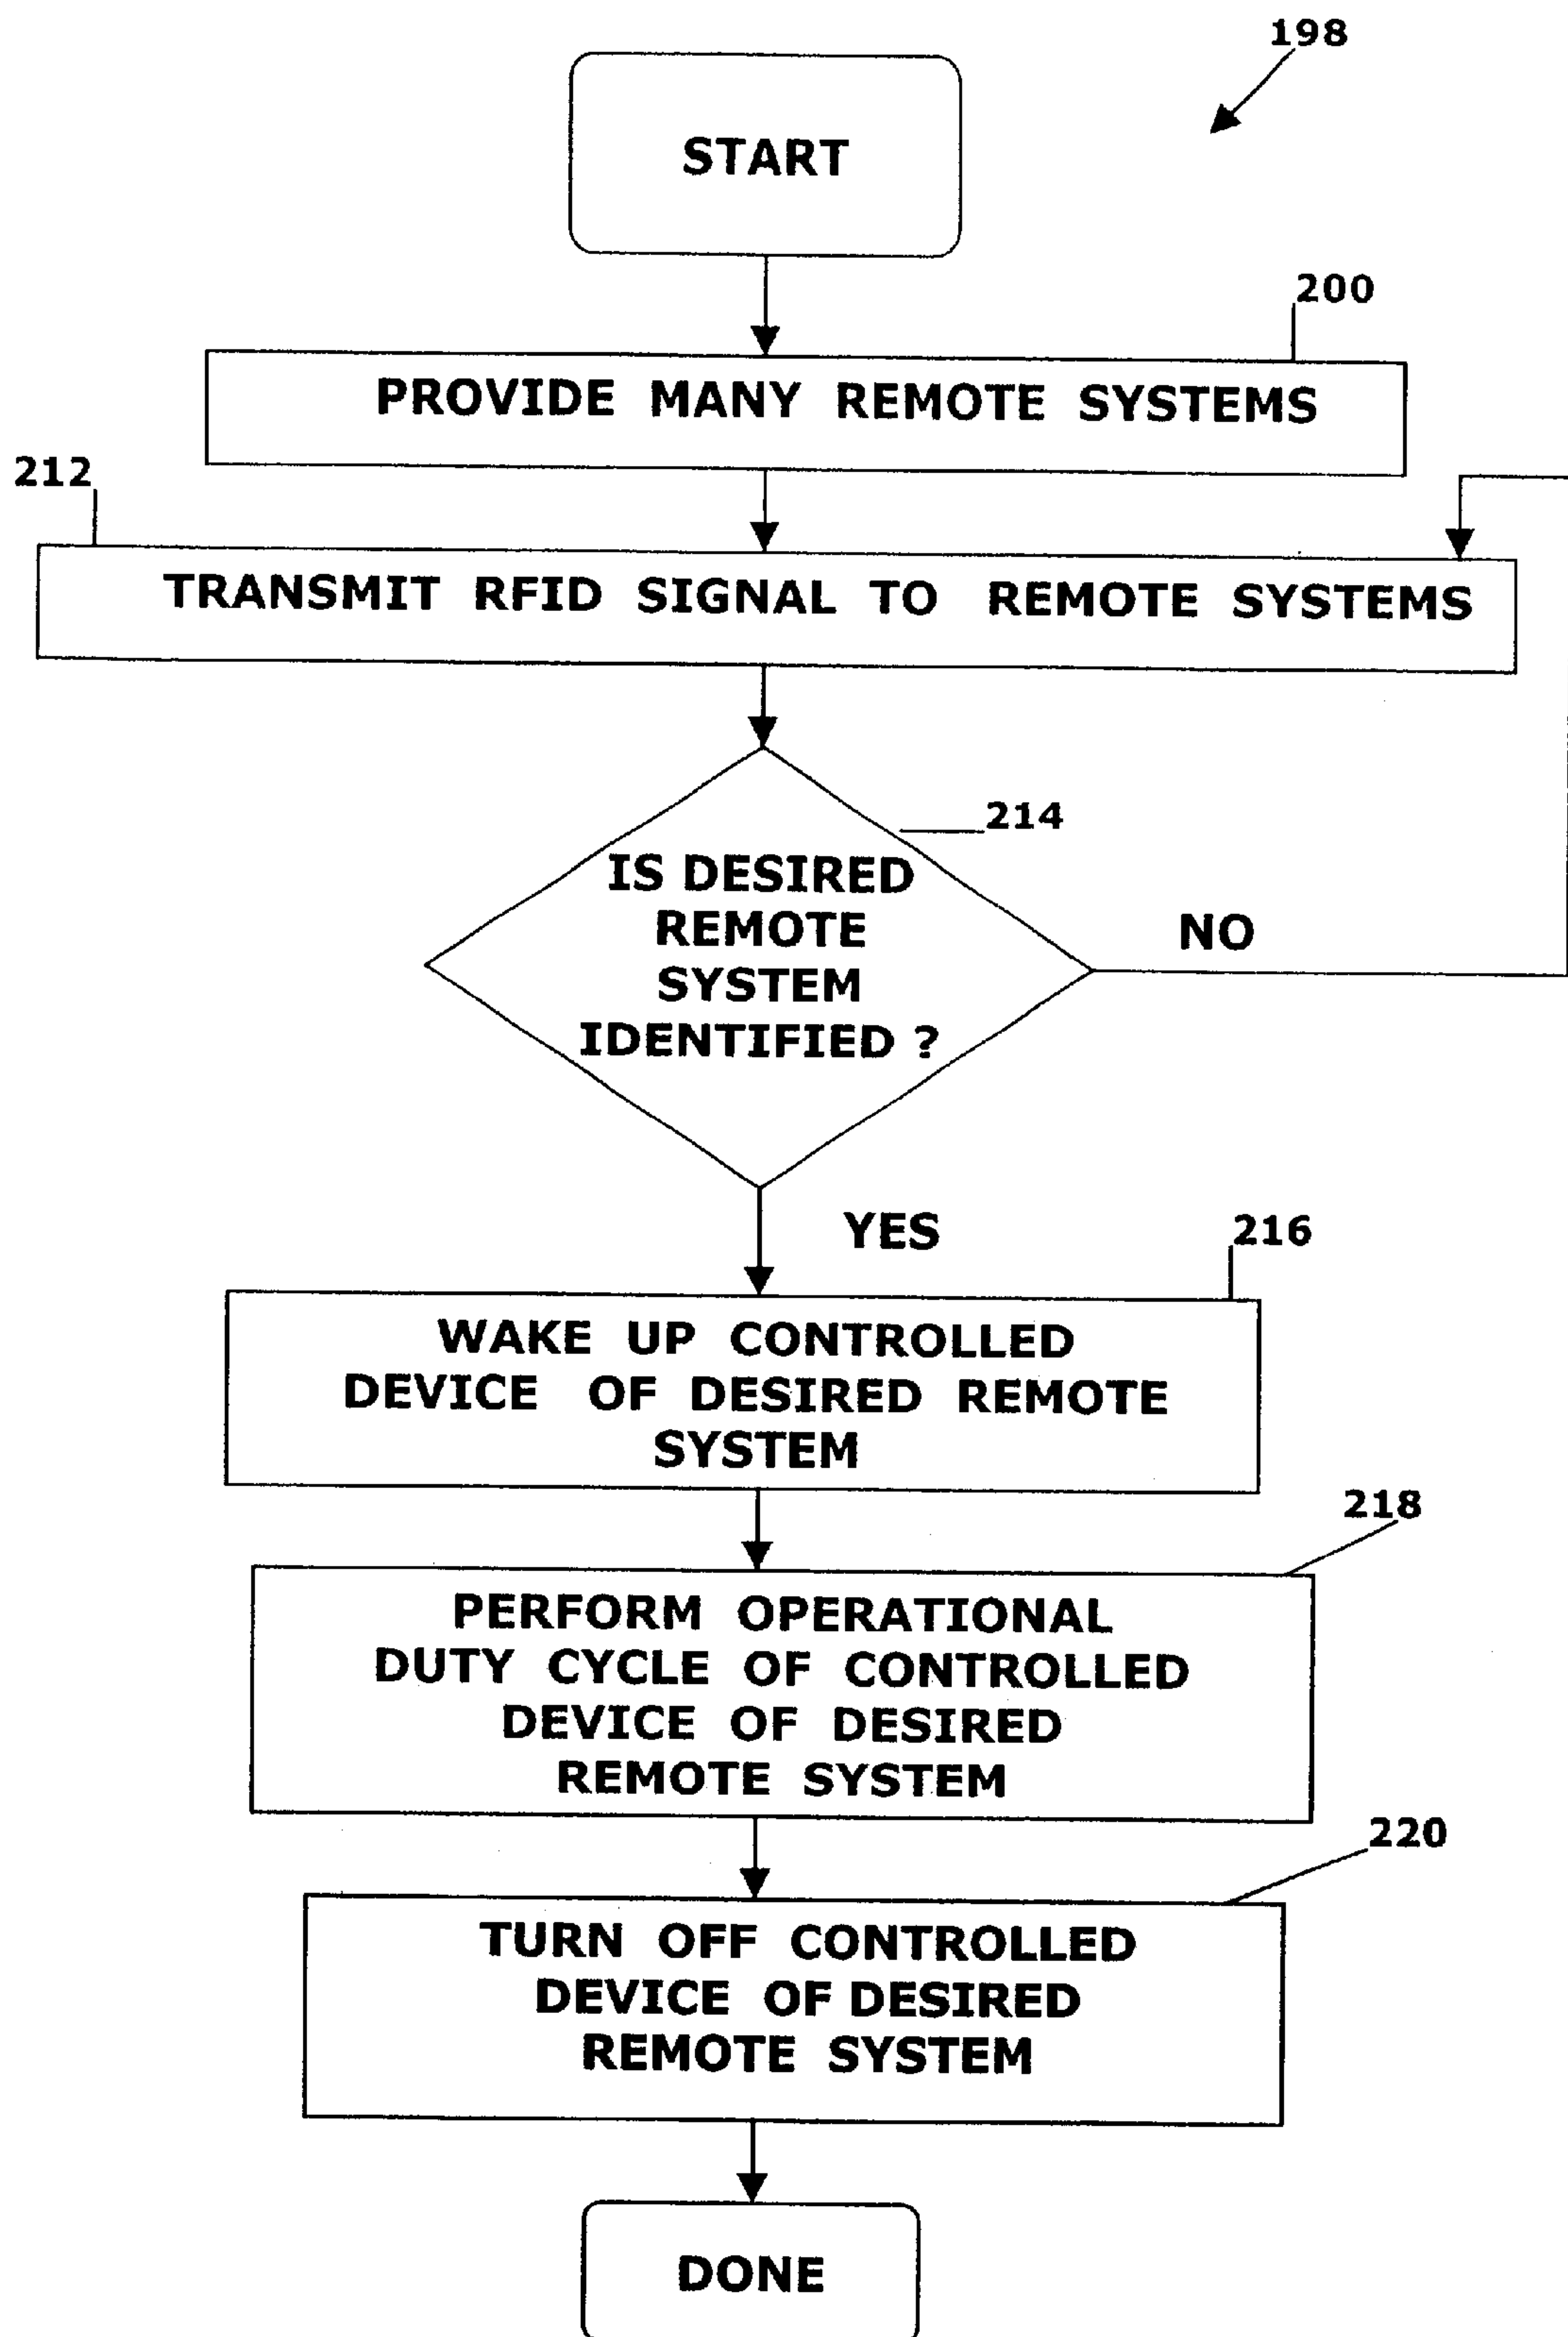 198
START
200
PROVIDE MANY REMOTE SYSTEMS
212
TRANSMIT RFID SIGNAL TO REMOTE SYSTEMS
214
IS DESIRED
REMOTE
SYSTEM
IDENTIFIED ?
NO
YES
216
WAKE UP CONTROLLED
DEVICE OF DESIRED REMOTE
SYSTEM
218
PERFORM OPERATIONAL
DUTY CYCLE OF CONTROLLED
DEVICE OF DESIRED
REMOTE SYSTEM
220
TURN OFF CONTROLLED
DEVICE OF DESIRED
REMOTE SYSTEM
DONE